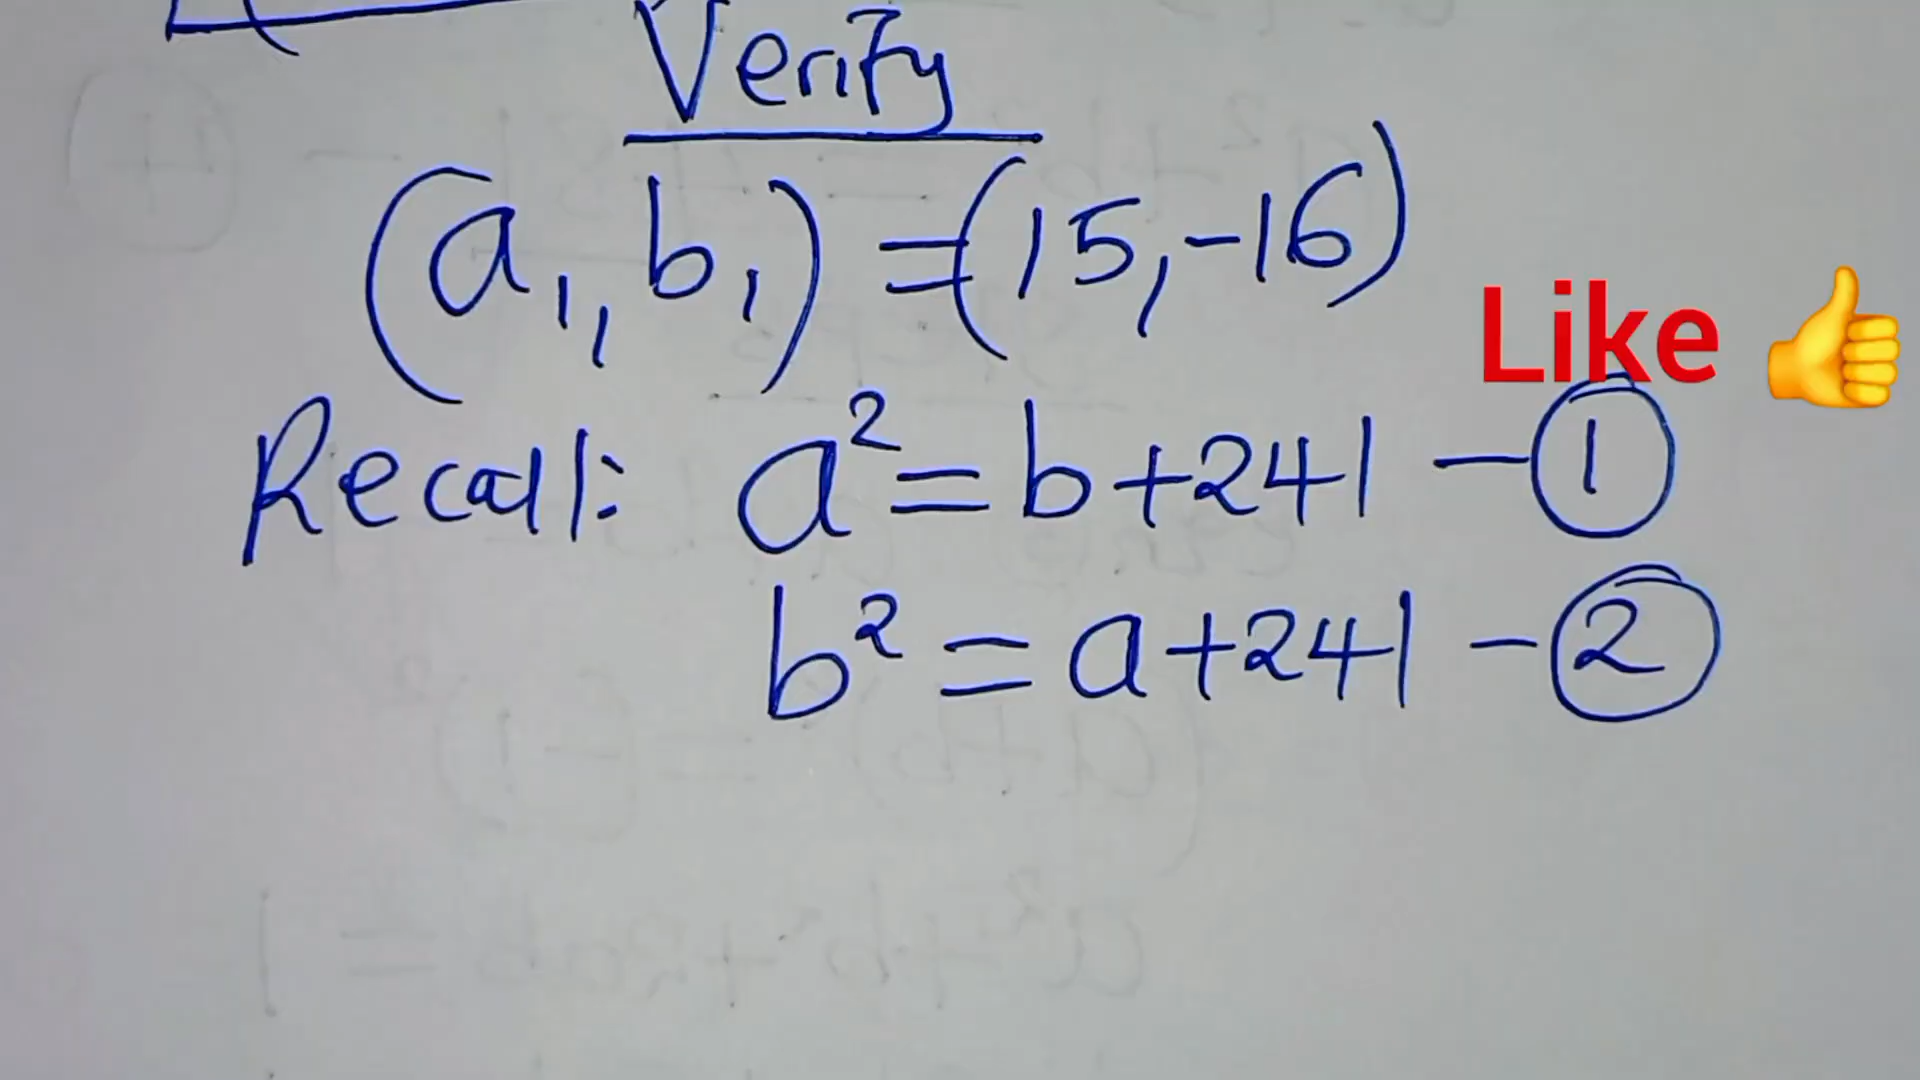 Verify
(a₁, b₁) = (15, -16)
Like 👍
Recall: a² = b + 241 - ①
b² = a + 241 - ②